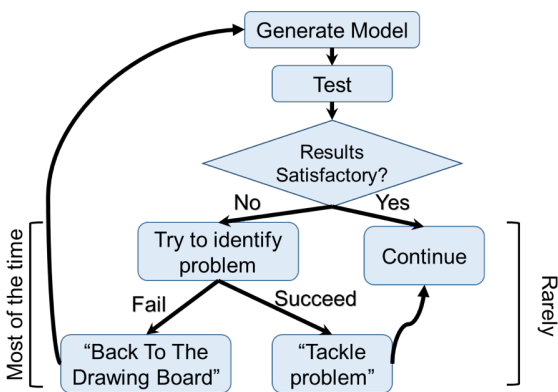 Generate Model
Test
Results
Satisfactory?
No
Yes
Try to identify
problem
Continue
Fail
Succeed
“Back To The
Drawing Board”
“Tackle
problem”
Most of the time
Rarely